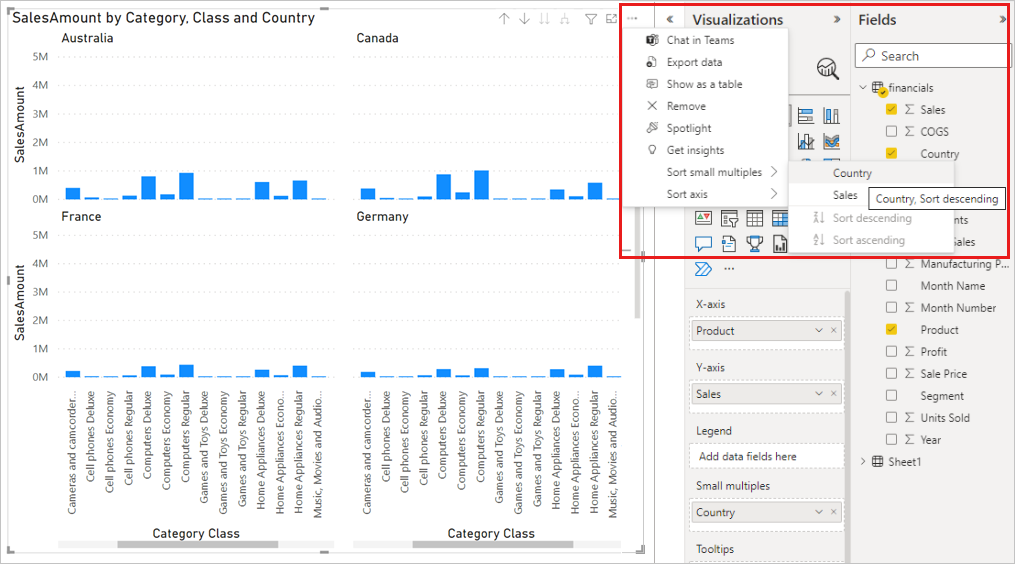 SalesAmount by Category, Class and Country
Australia
Canada
5M
4M
3M
2M
1M
0M
SalesAmount
France
Germany
5M
4M
3M
2M
1M
0M
SalesAmount
Cameras and camcorder...
Cell phones Deluxe
Cell phones Economy
Cell phones Regular
Computers Deluxe
Computers Economy
Computers Regular
Games and Toys Deluxe
Games and Toys Economy
Games and Toys Regular
Home Appliances Deluxe
Home Appliances Econo...
Home Appliances Regular
Music, Movies and Audio...
Cameras and camcorder...
Cell phones Deluxe
Cell phones Economy
Cell phones Regular
Computers Deluxe
Computers Economy
Computers Regular
Games and Toys Deluxe
Games and Toys Economy
Games and Toys Regular
Home Appliances Deluxe
Home Appliances Econo...
Home Appliances Regular
Music, Movies and Audio...
Category Class
Category Class
Chat in Teams
Export data
Show as a table
Remove
Spotlight
Get insights
Sort small multiples
Sort axis
Country
Sales
Sort descending
Sort ascending
Country, Sort descending
Visualizations
X-axis
Product
Y-axis
Sales
Legend
Add data fields here
Small multiples
Country
Tooltips
Fields
Search
financials
Sales
COGS
Country
nts
Sales
Manufacturing P...
Month Name
Month Number
Product
Profit
Sale Price
Segment
Units Sold
Year
Sheet1